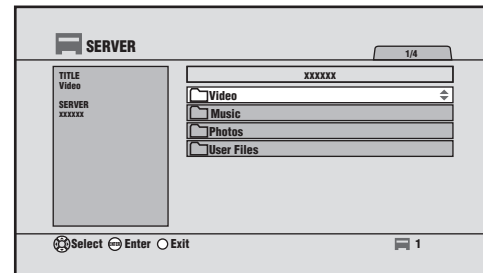 SERVER
1/4
TITLE
Video
SERVER
xxxxxx
xxxxxx
Video
Music
Photos
User Files
Select Enter Exit
1